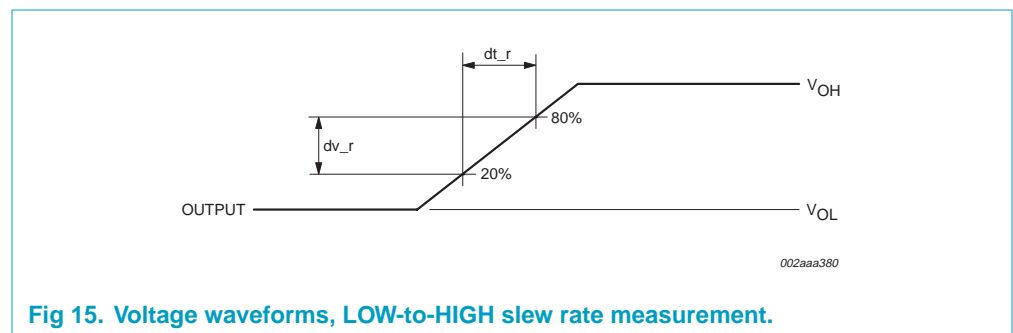 dt_r
VOH
80%
dv_r
20%
OUTPUT
VOL
002aaa380
Fig 15. Voltage waveforms, LOW-to-HIGH slew rate measurement.